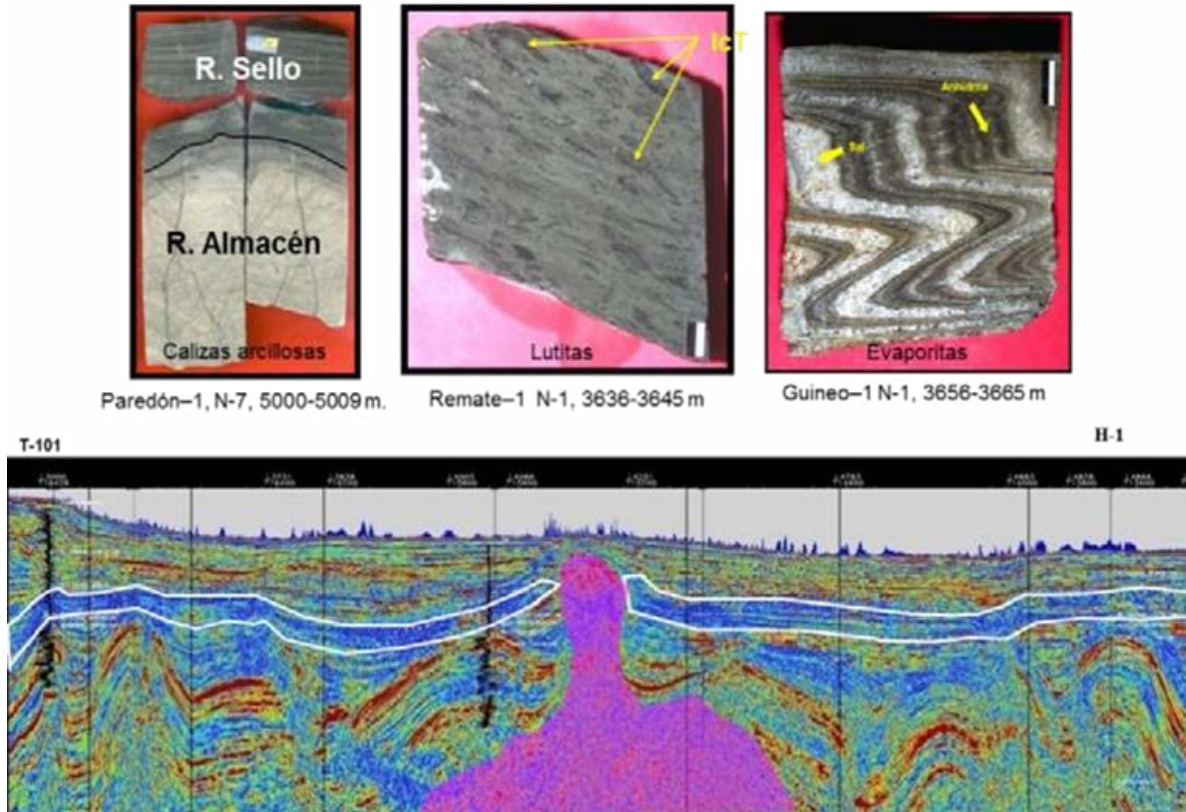 IcT
R. Sello
R. Almacén
Anhidrita
Sal
Calizas arcillosas
Lutitas
Evaporitas
Paredón–1, N-7, 5000-5009 m.
Remate–1 N-1, 3636-3645 m
Guineo–1 N-1, 3656-3665 m
T-101
H-1